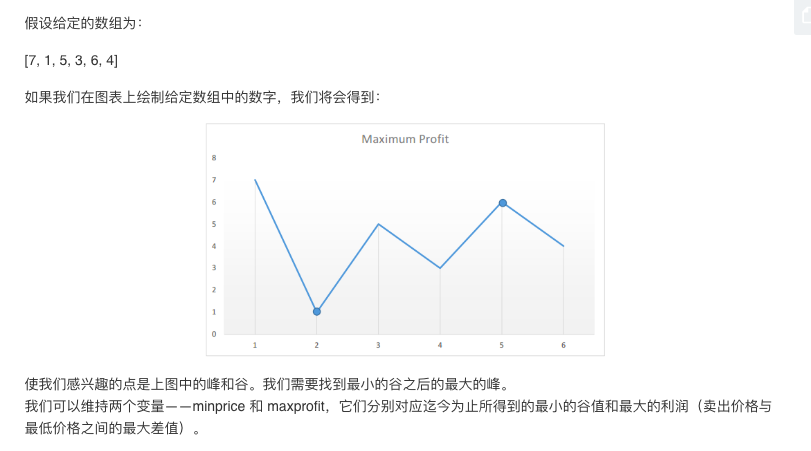 假设给定的数组为：
[7, 1, 5, 3, 6, 4]
如果我们在图表上绘制给定数组中的数字，我们将会得到：
Maximum Profit
8
7
6
5
4
3
2
1
0
1 2 3 4 5 6
使我们感兴趣的点是上图中的峰和谷。我们需要找到最小的谷之后的最大的峰。
我们可以维持两个变量——minprice 和 maxprofit，它们分别对应迄今为止所得到的最小的谷值和最大的利润（卖出价格与
最低价格之间的最大差值）。